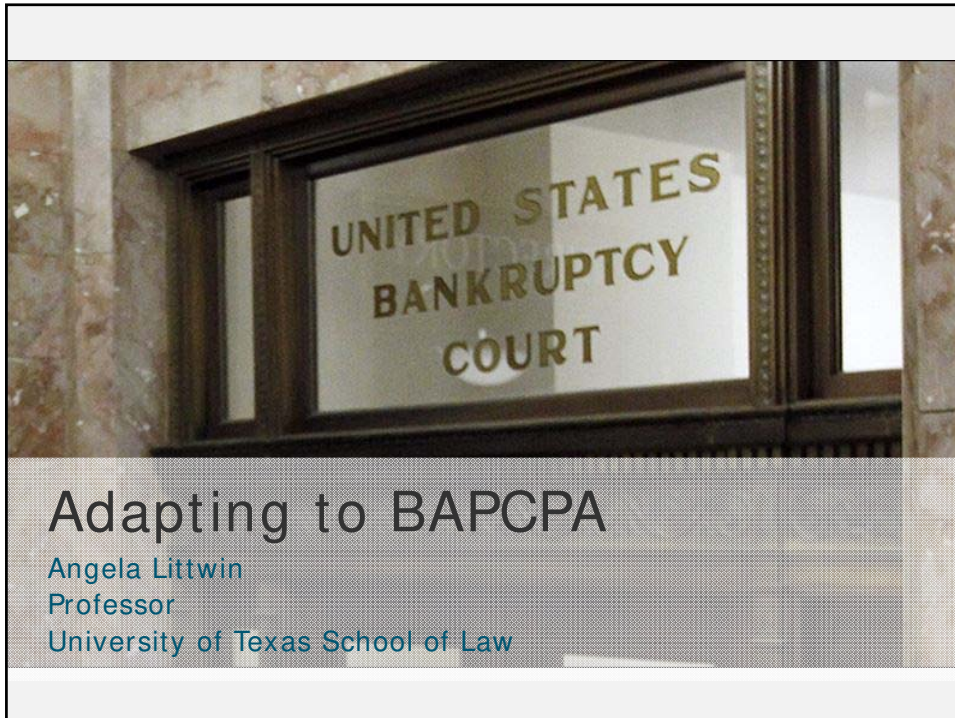 UNITED STATES
BANKRUPTCY
COURT
Adapting to BAPCPA
Angela Littwin
Professor
University of Texas School of Law